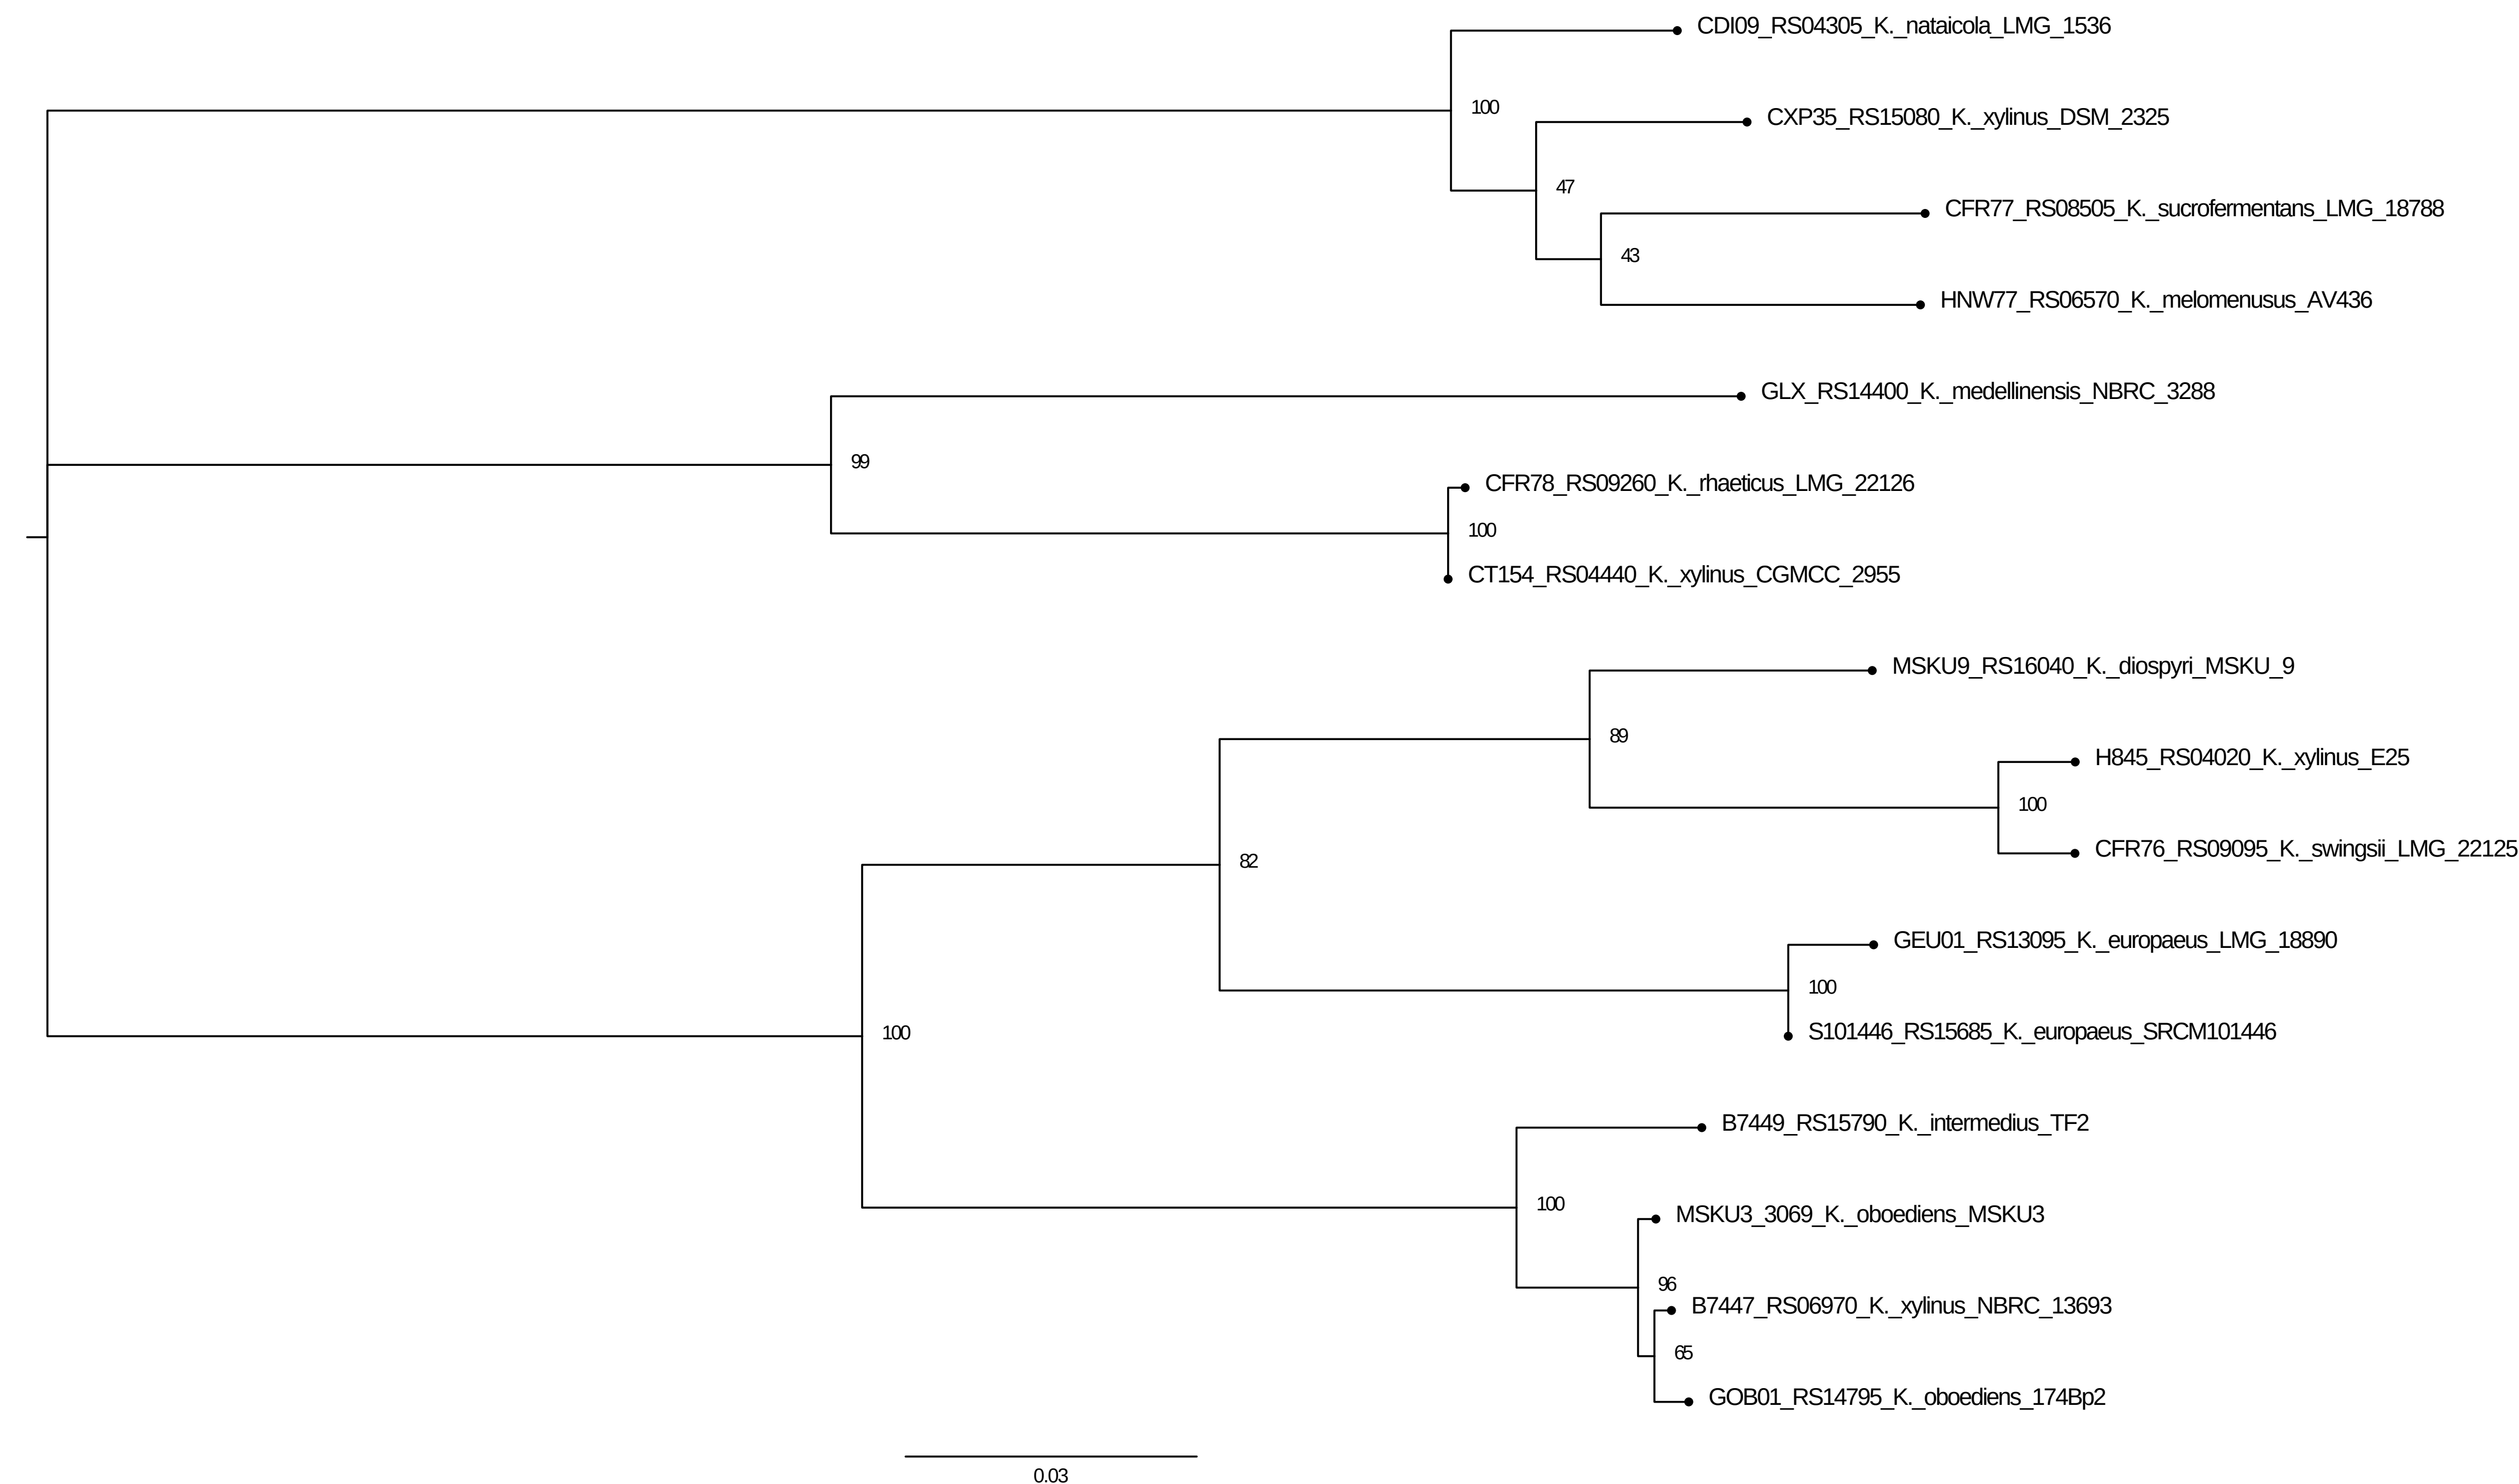 CDI09_RS04305_K._nataicola_LMG_1536
100
CXP35_RS15080_K._xylinus_DSM_2325
47
CFR77_RS08505_K._sucrofermentans_LMG_18788
43
HNW77_RS06570_K._melomenusus_AV436
GLX_RS14400_K._medellinensis_NBRC_3288
99
CFR78_RS09260_K._rhaeticus_LMG_22126
100
CT154_RS04440_K._xylinus_CGMCC_2955
MSKU9_RS16040_K._diospyri_MSKU_9
89
H845_RS04020_K._xylinus_E25
100
CFR76_RS09095_K._swingsii_LMG_22125
82
GEU01_RS13095_K._europaeus_LMG_18890
100
S101446_RS15685_K._europaeus_SRCM101446
100
B7449_RS15790_K._intermedius_TF2
100
MSKU3_3069_K._oboediens_MSKU3
96
B7447_RS06970_K._xylinus_NBRC_13693
65
GOB01_RS14795_K._oboediens_174Bp2
0.03